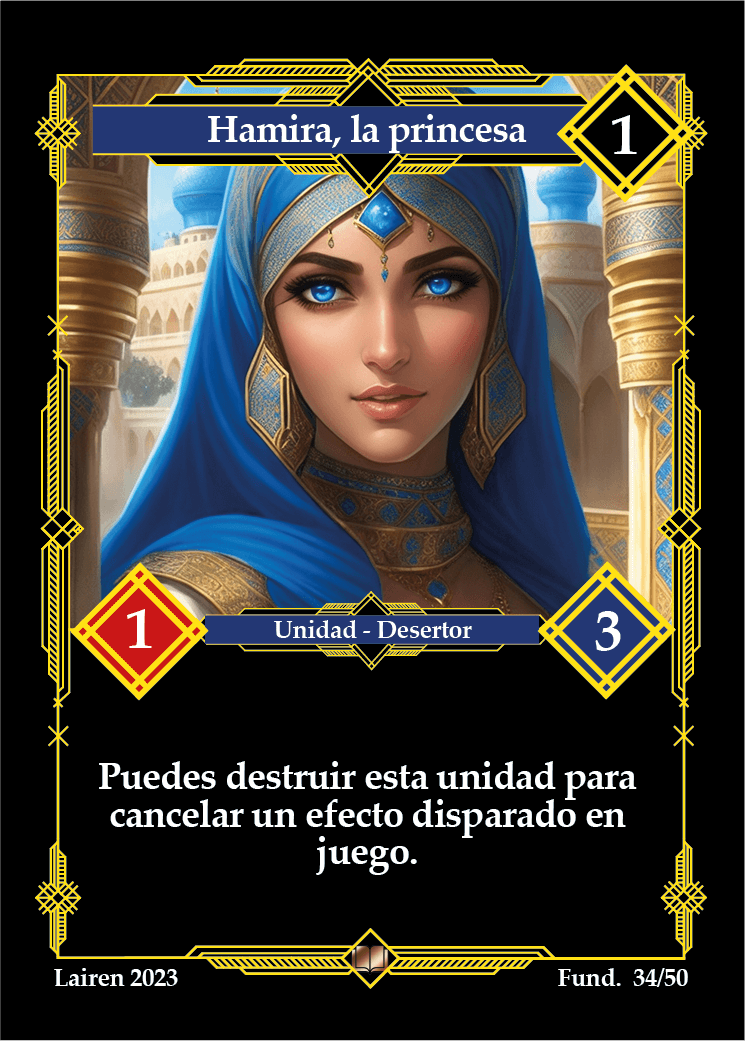 Hamira, la princesa
1
1
Unidad - Desertor
3
Puedes destruir esta unidad para
cancelar un efecto disparado en
juego.
Lairen 2023
Fund. 34/50